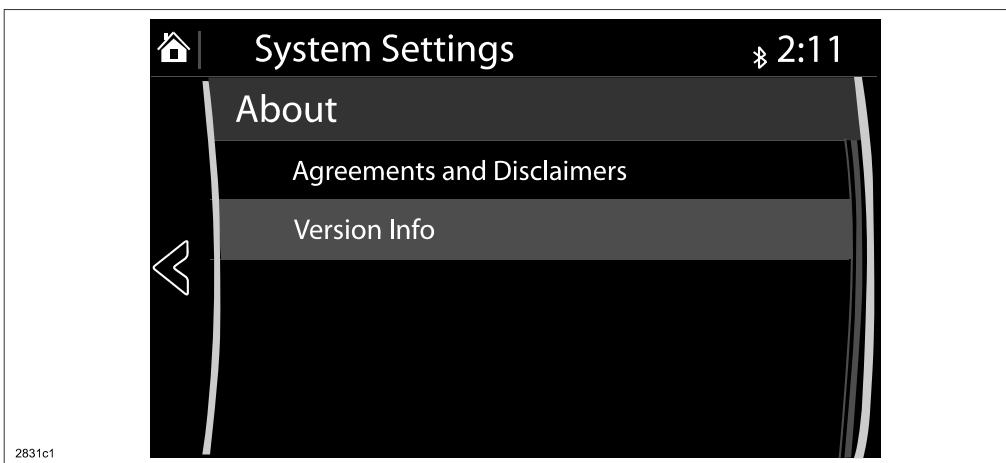 System Settings
2:11
About
Agreements and Disclaimers
Version Info
2831c1